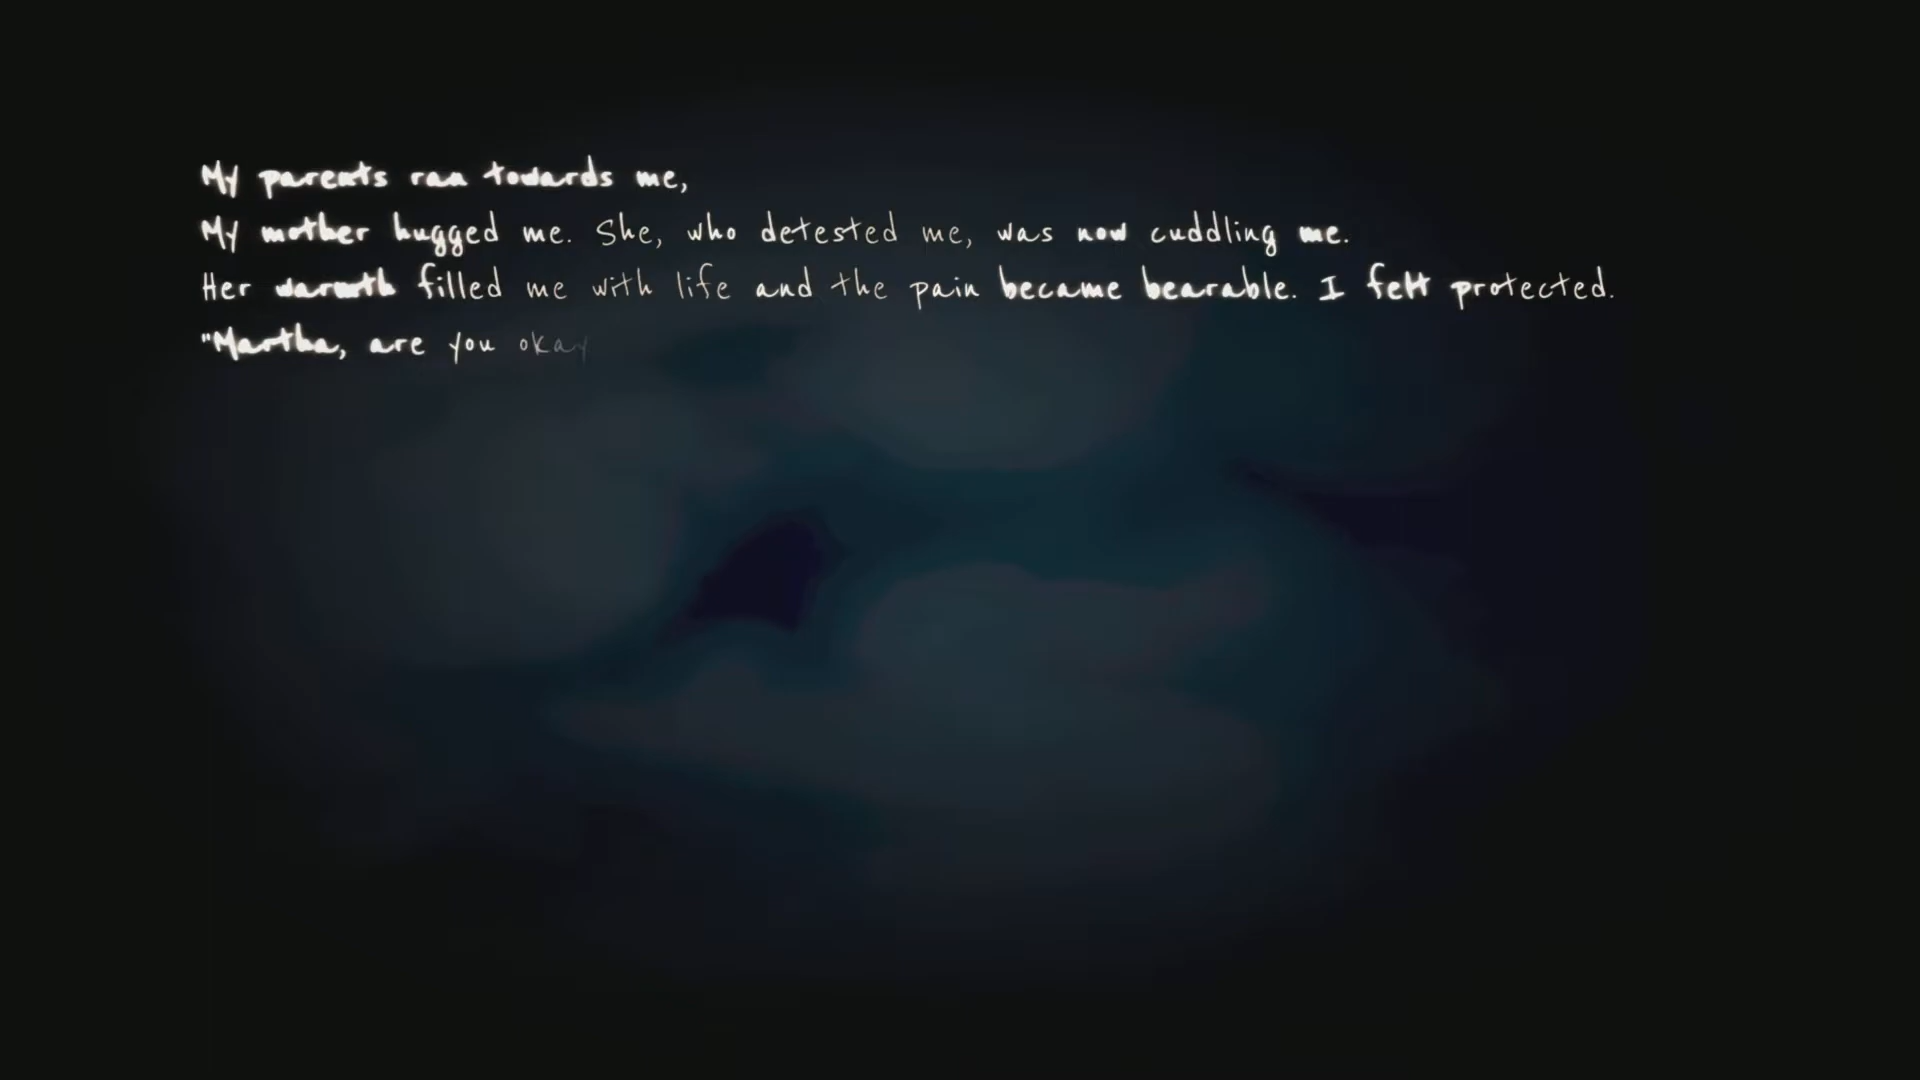 My parents ran towards me,
My mother hugged me. She, who detested me, was now cuddling me.
Her warmth filled me with life and the pain became bearable. I felt protected.
"Martha, are you okay